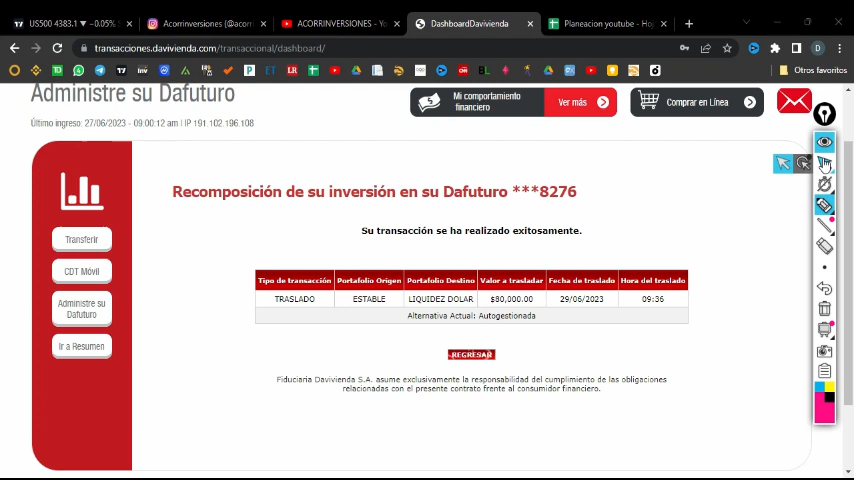 US500 4383.1 ▼ −0.05%
Acorrinversiones (@acorr
ACORRINVERSIONES - Yo
DashboardDavivienda
Planeacion youtube - Ho
transacciones.davivienda.com/transaccional/dashboard/
Otros favoritos
Administre su Dafuturo
Último ingreso: 27/06/2023 - 09:00:12 am | IP 191.102.196.108
Mi comportamiento
financiero
Ver más
Comprar en Línea
Recomposición de su inversión en su Dafuturo ***8276
Su transacción se ha realizado exitosamente.
Transferir
CDT Móvil
Administre su
Dafuturo
Ir a Resumen
Tipo de transacción Portafolio Origen Portafolio Destino Valor a trasladar Fecha de traslado Hora del traslado
TRASLADO ESTABLE LIQUIDEZ DOLAR $80,000.00 29/06/2023 09:36
Alternativa Actual: Autogestionada
REGRESAR
Fiduciaria Davivienda S.A. asume exclusivamente la responsabilidad del cumplimiento de las obligaciones
relacionadas con el presente contrato frente al consumidor financiero.